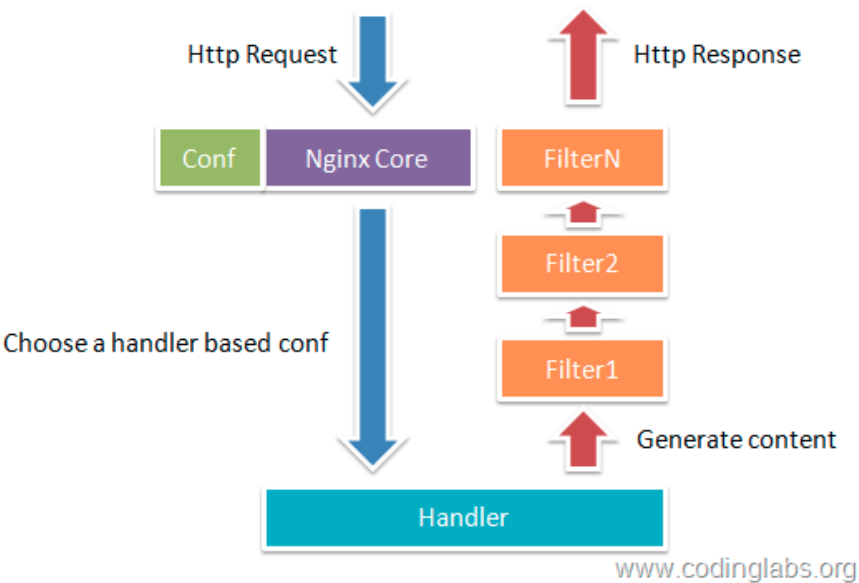 Http Request
Http Response
Conf
Nginx Core
FilterN
Filter2
Choose a handler based conf
Filter1
Generate content
Handler
www.codinglabs.org